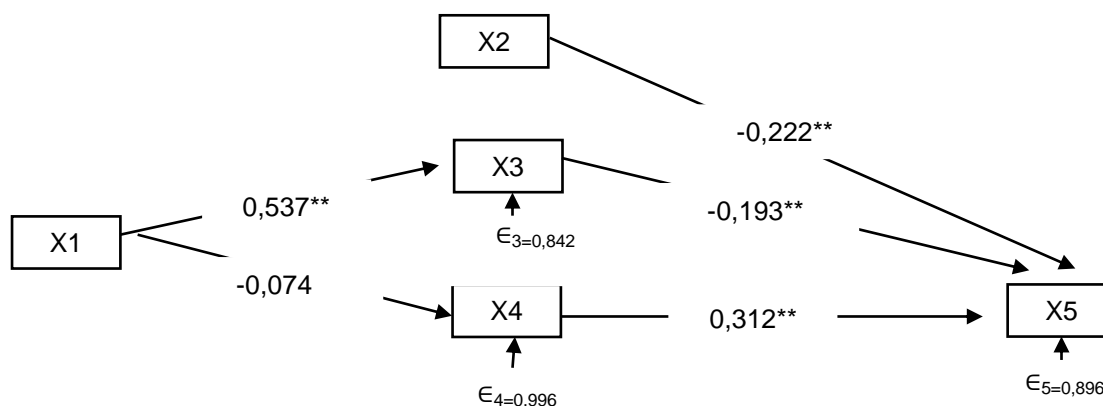 X2
-0,222**
X3
0,537**
-0,193**
∈3=0,842
X1
-0,074
X4
0,312**
X5
∈4=0,996
∈5=0,896